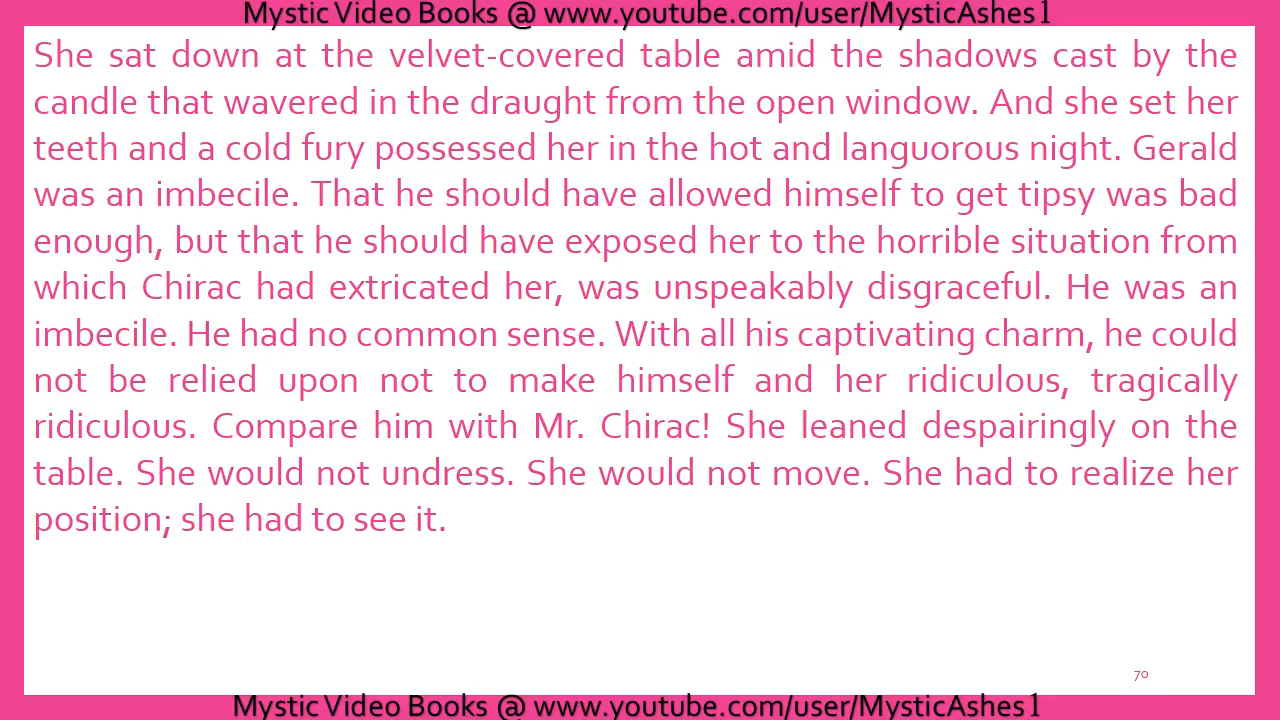 Mystic Video Books @ www.youtube.com/user/MysticAshes1
She sat down at the velvet-covered table amid the shadows cast by the
candle that wavered in the draught from the open window. And she set her
teeth and a cold fury possessed her in the hot and languorous night. Gerald
was an imbecile. That he should have allowed himself to get tipsy was bad
enough, but that he should have exposed her to the horrible situation from
which Chirac had extricated her, was unspeakably disgraceful. He was an
imbecile. He had no common sense. With all his captivating charm, he could
not be relied upon not to make himself and her ridiculous, tragically
ridiculous. Compare him with Mr. Chirac! She leaned despairingly on the
table. She would not undress. She would not move. She had to realize her
position; she had to see it.
70
Mystic Video Books @ www.youtube.com/user/MysticAshes1